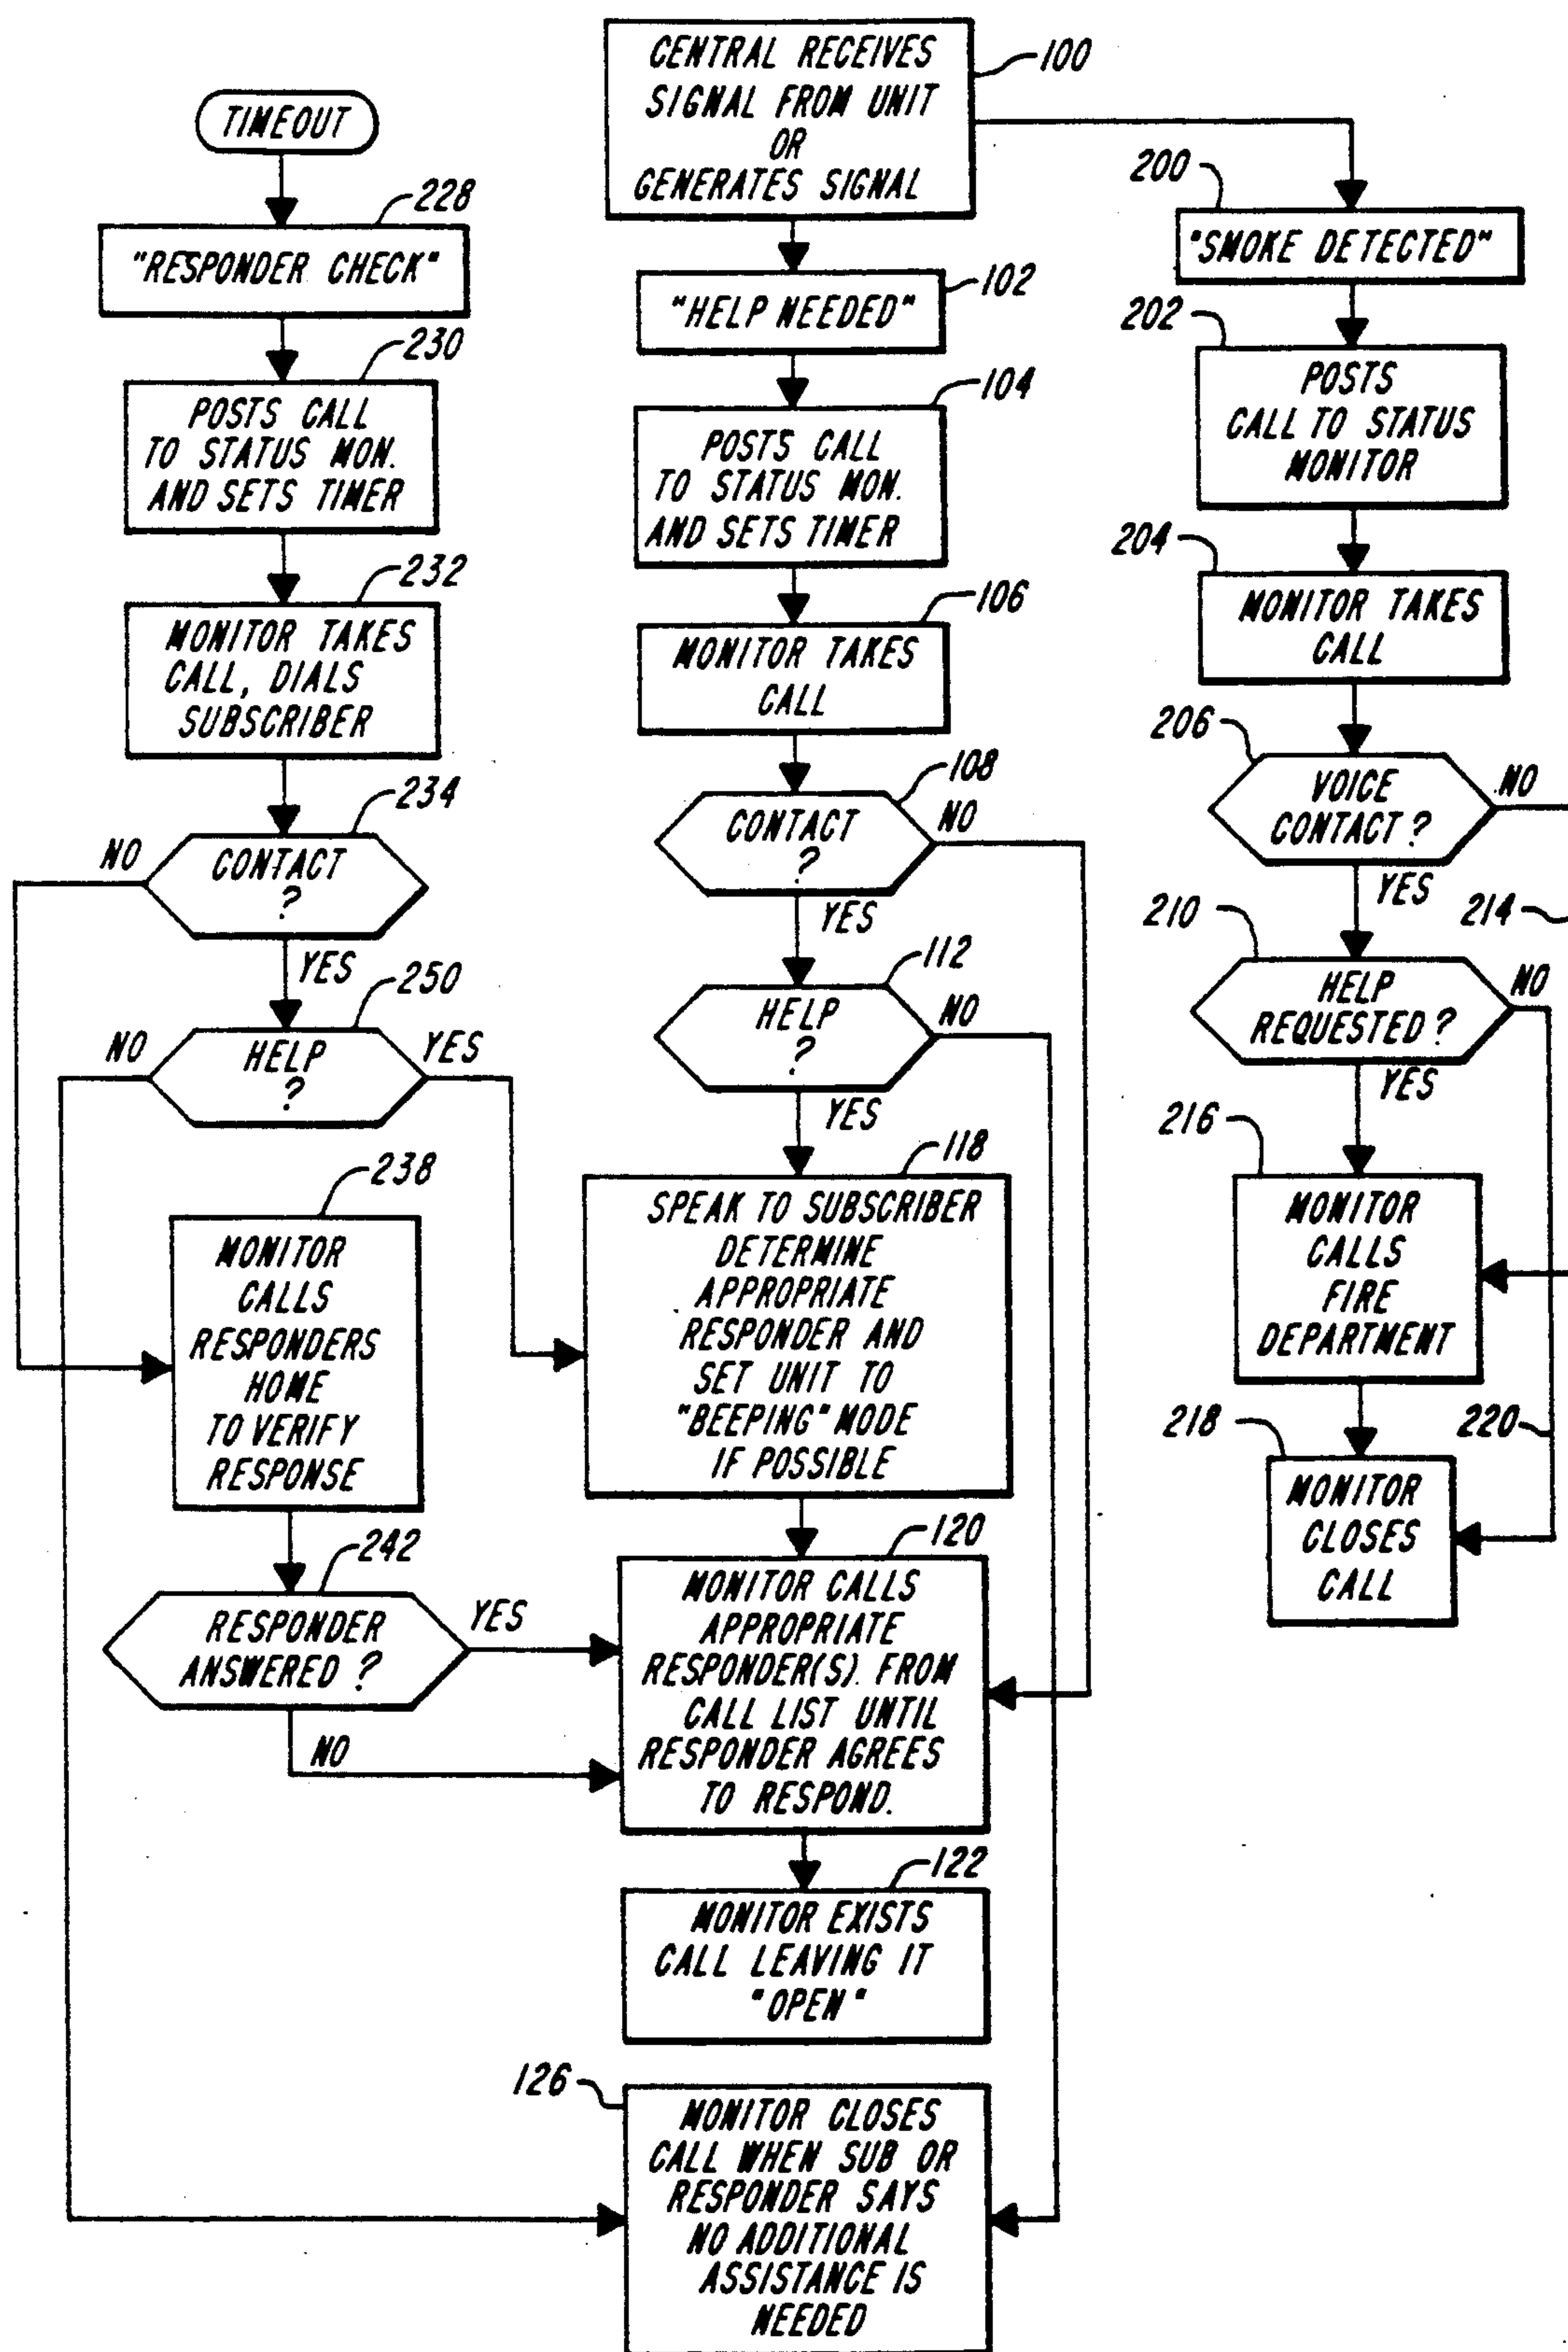 TIMEOUT
228
"RESPONDER CHECK"
230
POSTS CALL
TO STATUS MON.
AND SETS TIMER
232
MONITOR TAKES
CALL, DIALS
SUBSCRIBER
234
NO
CONTACT
?
YES
250
NO
HELP
?
YES
238
MONITOR
CALLS
RESPONDERS
HOME
TO VERIFY
RESPONSE
242
RESPONDER
ANSWERED ?
YES
NO
CENTRAL RECEIVES
SIGNAL FROM UNIT
OR
GENERATES SIGNAL
100
"HELP NEEDED"
102
104
POSTS CALL
TO STATUS MON.
AND SETS TIMER
106
MONITOR TAKES
CALL
108
CONTACT
?
NO
YES
112
HELP
?
NO
YES
118
SPEAK TO SUBSCRIBER
DETERMINE
APPROPRIATE
RESPONDER AND
SET UNIT TO
"BEEPING" MODE
IF POSSIBLE
120
MONITOR CALLS
APPROPRIATE
RESPONDER(S). FROM
CALL LIST UNTIL
RESPONDER AGREES
TO RESPOND.
122
MONITOR EXISTS
CALL LEAVING IT
"OPEN"
126
MONITOR CLOSES
CALL WHEN SUB OR
RESPONDER SAYS
NO ADDITIONAL
ASSISTANCE IS
NEEDED
200
"SMOKE DETECTED"
202
POSTS
CALL TO STATUS
MONITOR
204
MONITOR TAKES
CALL
206
VOICE
CONTACT ?
NO
YES
210
214
HELP
REQUESTED ?
NO
YES
216
MONITOR
CALLS
FIRE
DEPARTMENT
218
220
MONITOR
CLOSES
CALL